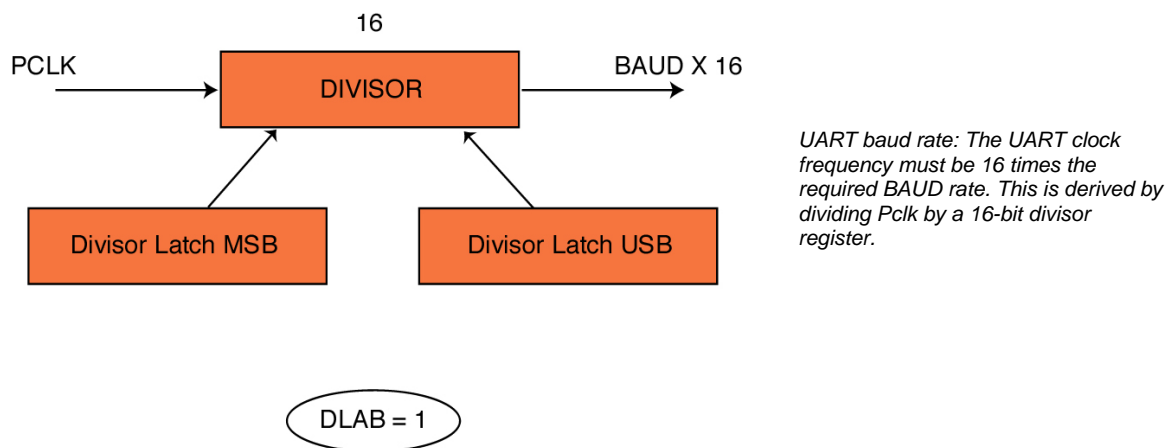 16
PCLK
DIVISOR
BAUD X 16
Divisor Latch MSB
Divisor Latch USB
DLAB = 1
UART baud rate: The UART clock
frequency must be 16 times the
required BAUD rate. This is derived by
dividing Pclk by a 16-bit divisor
register.